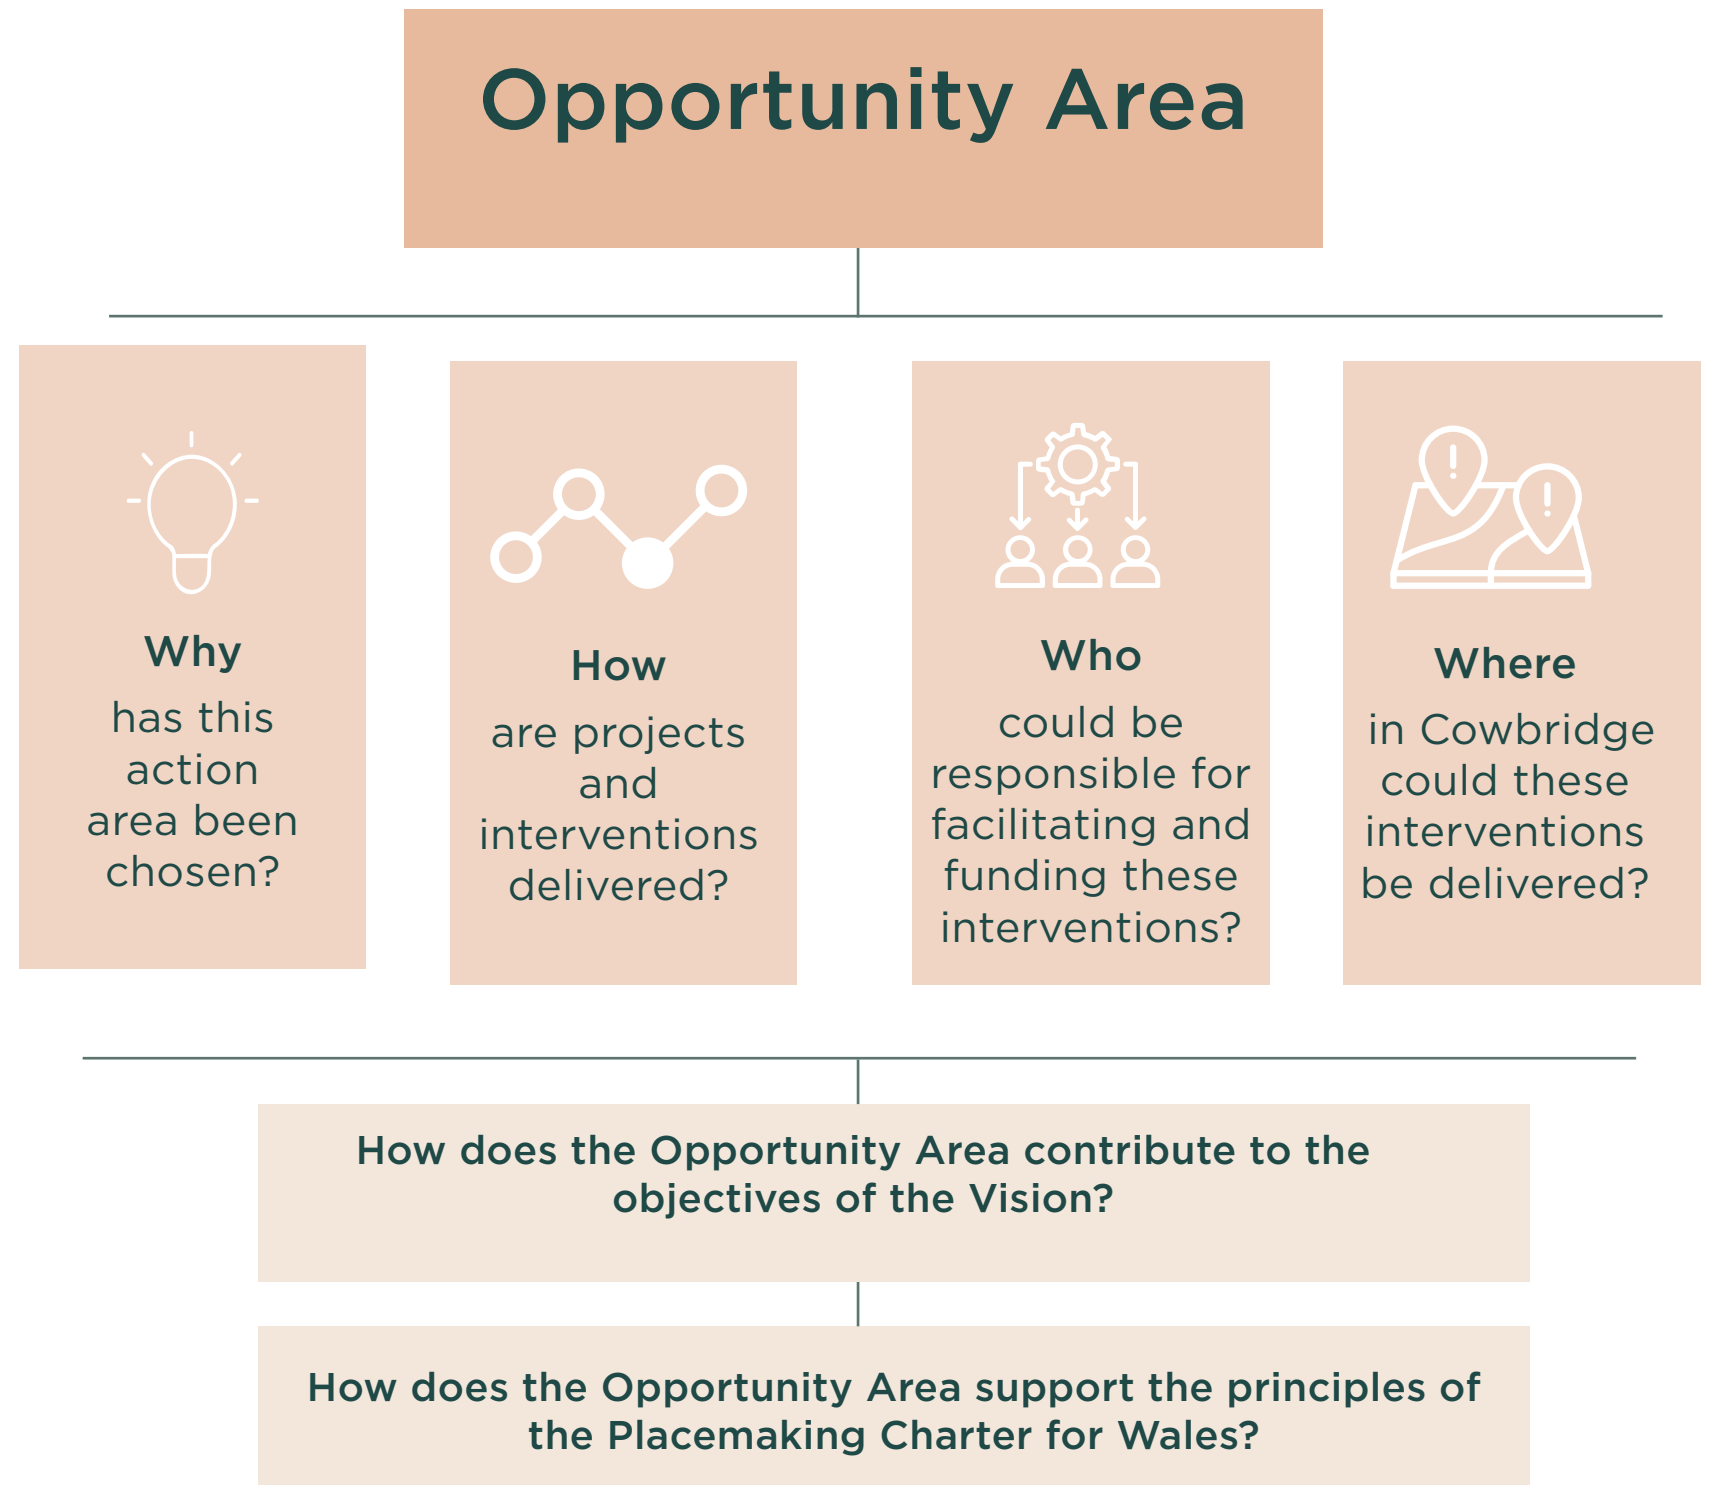 Opportunity Area
Why
has this
action
area been
chosen?
How
are projects
and
interventions
delivered?
Who
could be
responsible for
facilitating and
funding these
interventions?
Where
in Cowbridge
could these
interventions
be delivered?
How does the Opportunity Area contribute to the
objectives of the Vision?
How does the Opportunity Area support the principles of
the Placemaking Charter for Wales?